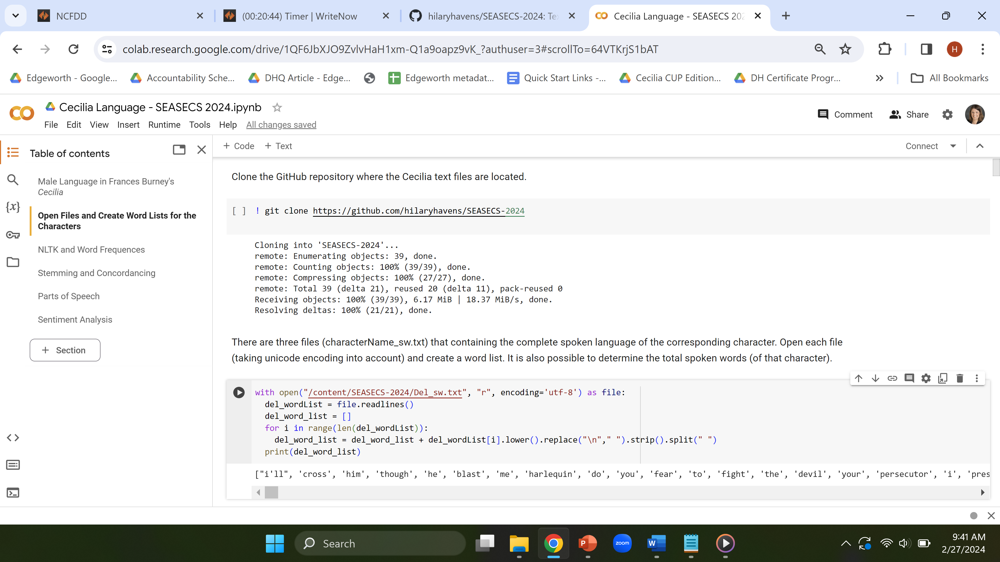 NCFDD
(00:20:44) Timer | WriteNow
hilaryhavens/SEASECS-2024: Te
Cecilia Language - SEASECS 202
colab.research.google.com/drive/1QF6JbXJO9ZvlvHaH1xm-Q1a9oapz9vK_?authuser=3#scrollTo=64VTKrjS1bAT
H
Edgeworth - Google...
Accountability Sche...
DHQ Article - Edge...
Edgeworth metadat...
Quick Start Links -...
Cecilia CUP Edition...
DH Certificate Progr...
All Bookmarks
Cecilia Language - SEASECS 2024.ipynb
File Edit View Insert Runtime Tools Help All changes saved
Comment
Share
Table of contents
Male Language in Frances Burney's
Cecilia
Open Files and Create Word Lists for the
Characters
NLTK and Word Frequences
Stemming and Concordancing
Parts of Speech
Sentiment Analysis
+ Section
+ Code + Text
Connect
Clone the GitHub repository where the Cecilia text files are located.
[ ] ! git clone https://github.com/hilaryhavens/SEASECS-2024
Cloning into 'SEASECS-2024'...
remote: Enumerating objects: 39, done.
remote: Counting objects: 100% (39/39), done.
remote: Compressing objects: 100% (27/27), done.
remote: Total 39 (delta 21), reused 20 (delta 11), pack-reused 0
Receiving objects: 100% (39/39), 6.17 MiB | 18.37 MiB/s, done.
Resolving deltas: 100% (21/21), done.
There are three files (characterName_sw.txt) that containing the complete spoken language of the corresponding character. Open each file
(taking unicode encoding into account) and create a word list. It is also possible to determine the total spoken words (of that character).
with open("/content/SEASECS-2024/Del_sw.txt", "r", encoding='utf-8') as file:
del_wordList = file.readlines()
del_word_list = []
for i in range(len(del_wordList)):
del_word_list = del_word_list + del_wordList[i].lower().replace("\n"," ").strip().split(" ")
print(del_word_list)
["i'll", 'cross', 'him', 'though', 'he', 'blast', 'me', 'harlequin', 'do', 'you', 'fear', 'to', 'fight', 'the', 'devil', 'your', 'persecutor', 'i', 'pres
Search
zoom
9:41 AM
2/27/2024